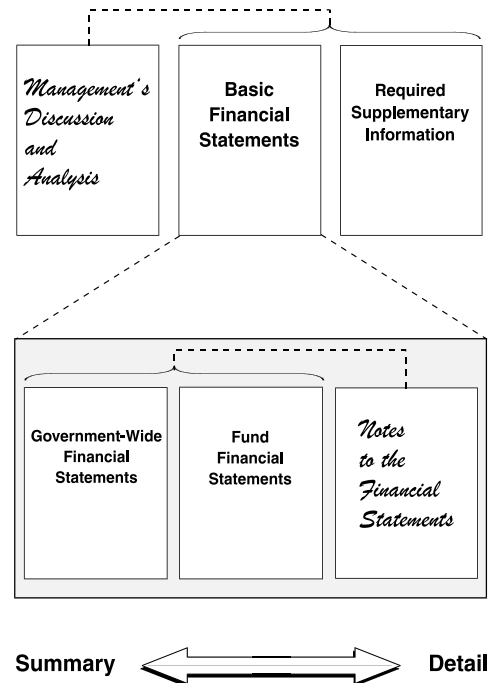 Management's
Discussion
and
Analysis
Basic
Financial
Statements
Required
Supplementary
Information
Government-Wide
Financial
Statements
Fund
Financial
Statements
Notes
to the
Financial
Statements
Summary
Detail